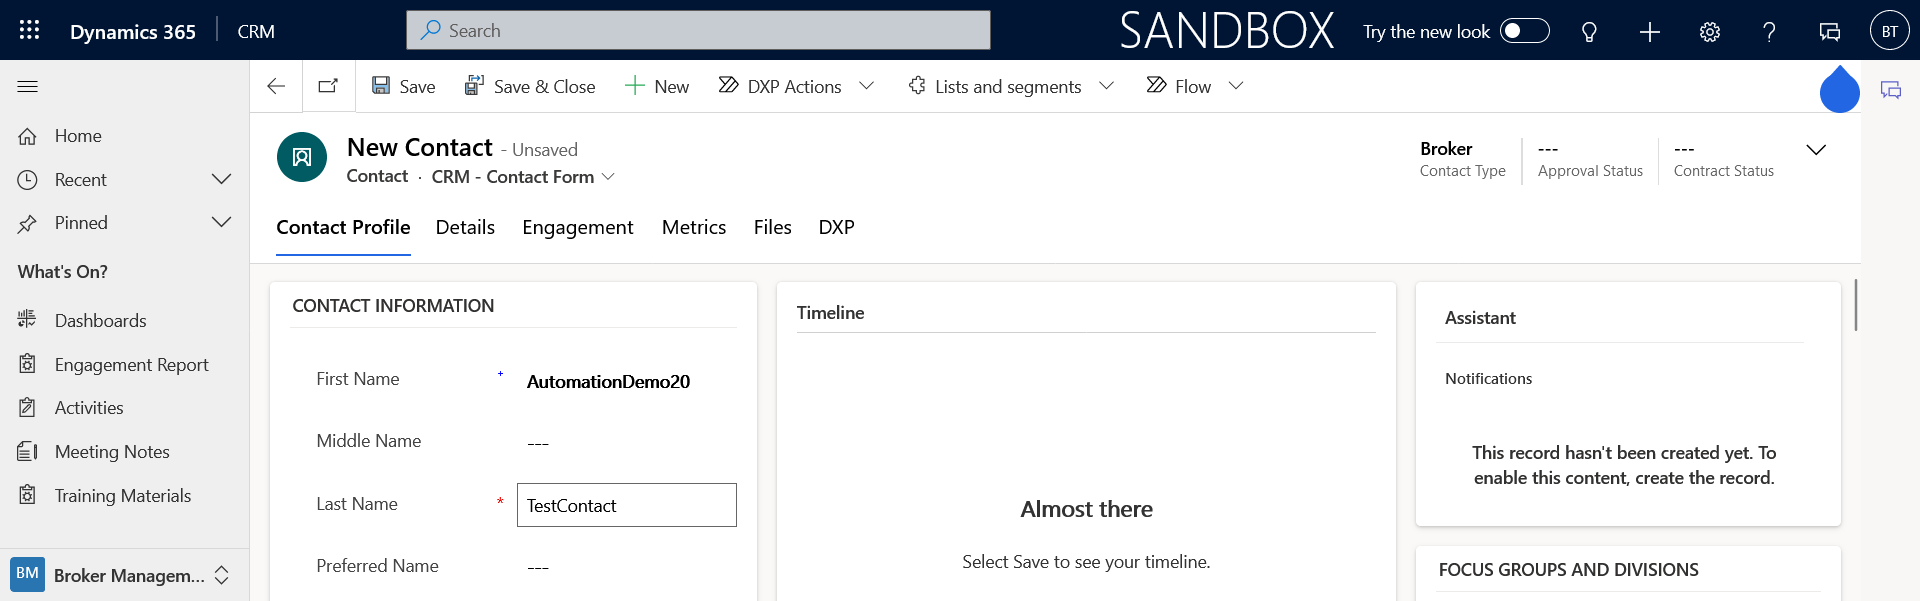 Dynamics 365
CRM
Search
SANDBOX
Try the new look
BT
Save
Save & Close
New
DXP Actions
Lists and segments
Flow
Home
Recent
Pinned
What's On?
Dashboards
Engagement Report
Activities
Meeting Notes
Training Materials
BM
Broker Managem...
New Contact - Unsaved
Contact · CRM - Contact Form
Broker
Contact Type
---
Approval Status
---
Contract Status
Contact Profile
Details
Engagement
Metrics
Files
DXP
CONTACT INFORMATION
First Name + AutomationDemo20
Middle Name ---
Last Name * TestContact
Preferred Name ---
Timeline
Almost there
Select Save to see your timeline.
Assistant
Notifications
This record hasn't been created yet. To
enable this content, create the record.
FOCUS GROUPS AND DIVISIONS